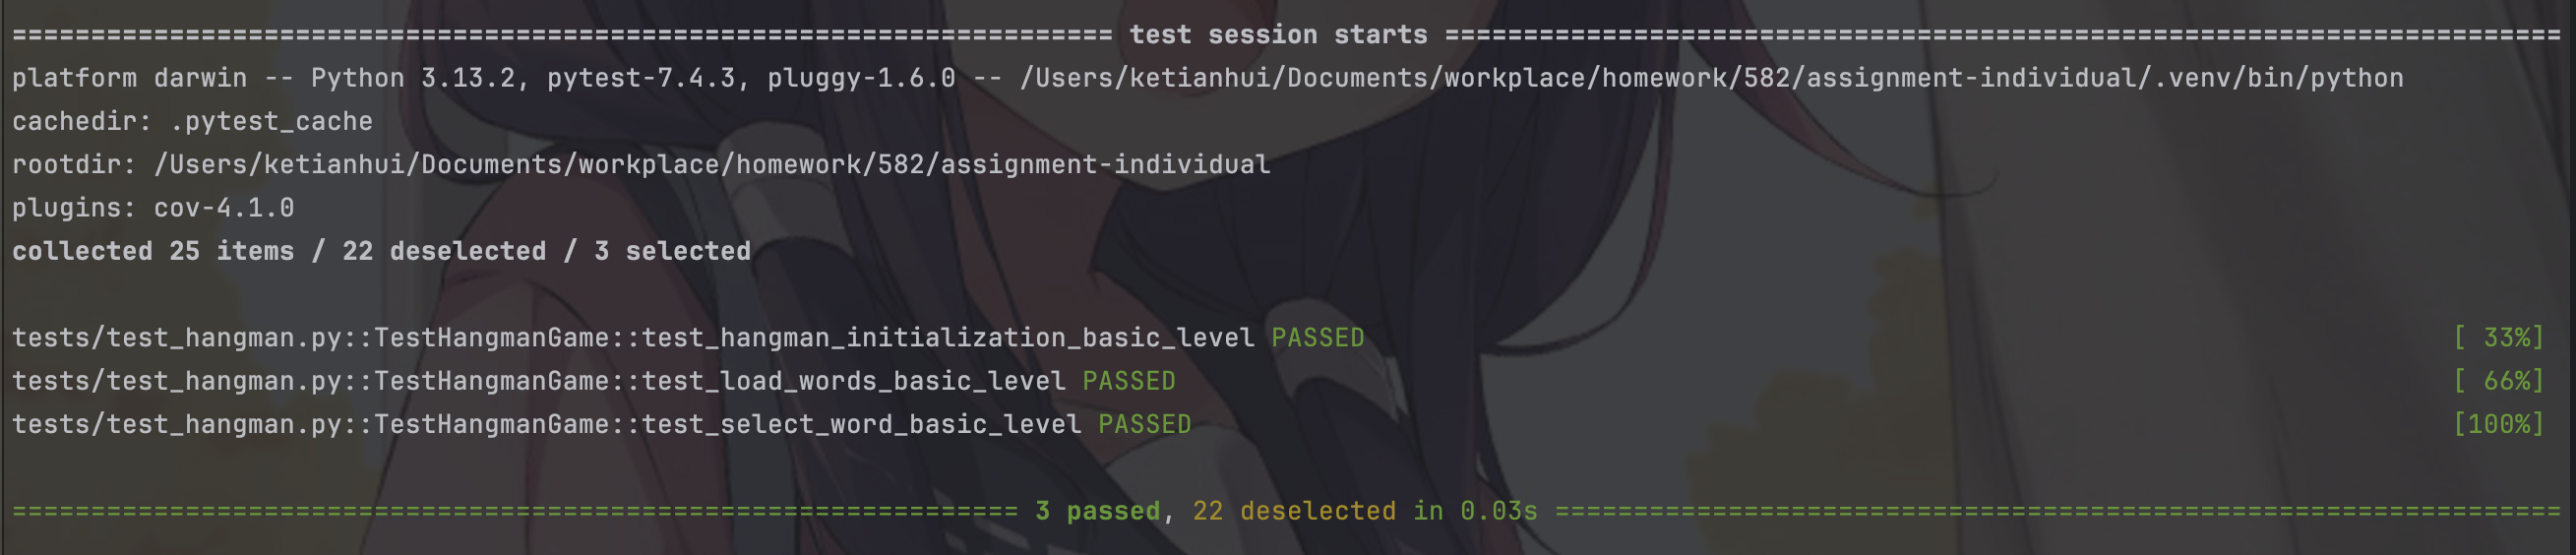 ====================================================================== test session starts =======================================================================
platform darwin -- Python 3.13.2, pytest-7.4.3, pluggy-1.6.0 -- /Users/ketianhui/Documents/workplace/homework/582/assignment-individual/.venv/bin/python
cachedir: .pytest_cache
rootdir: /Users/ketianhui/Documents/workplace/homework/582/assignment-individual
plugins: cov-4.1.0
collected 25 items / 22 deselected / 3 selected
tests/test_hangman.py::TestHangmanGame::test_hangman_initialization_basic_level PASSED [ 33%]
tests/test_hangman.py::TestHangmanGame::test_load_words_basic_level PASSED [ 66%]
tests/test_hangman.py::TestHangmanGame::test_select_word_basic_level PASSED [100%]
================================================================ 3 passed, 22 deselected in 0.03s ================================================================